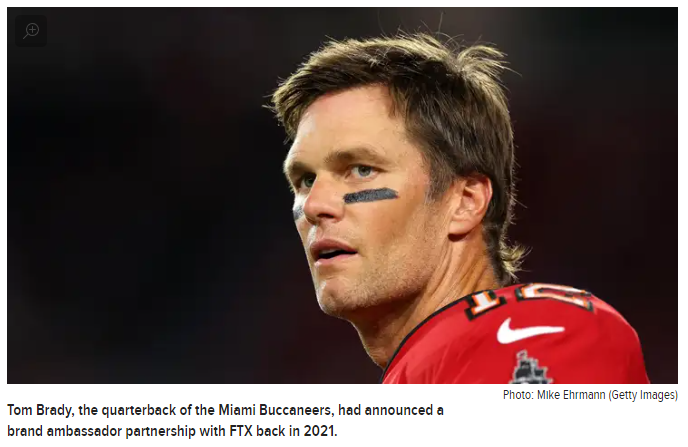 12
Photo: Mike Ehrmann (Getty Images)
Tom Brady, the quarterback of the Miami Buccaneers, had announced a
brand ambassador partnership with FTX back in 2021.